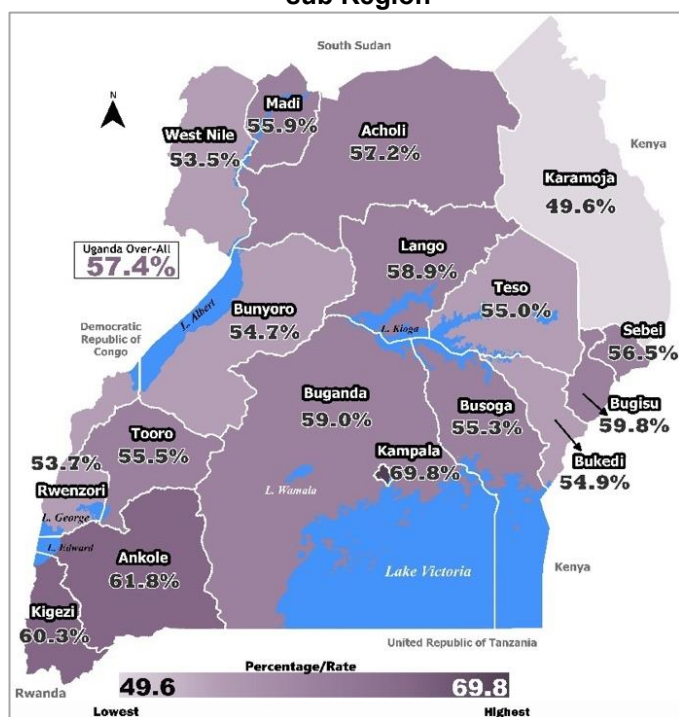 sub Region
South Sudan
N
Madi
55.9%
West Nile
53.5%
Acholi
57.2%
Kenya
Karamoja
49.6%
Uganda Over-All
57.4%
Lango
58.9%
Teso
55.0%
L. Albert
Bunyoro
54.7%
L. Kioga
Democratic
Republic of
Congo
Sebei
56.5%
Buganda
59.0%
Busoga
55.3%
Bugisu
59.8%
Tooro
55.5%
Kampala
69.8%
Bukedi
54.9%
53.7%
Rwenzori
L. Wamala
L. George
L. Edward
Ankole
61.8%
Lake Victoria
Kenya
Kigezi
60.3%
United Republic of Tanzania
Rwanda
Percentage/Rate
49.6
69.8
Lowest
Highest